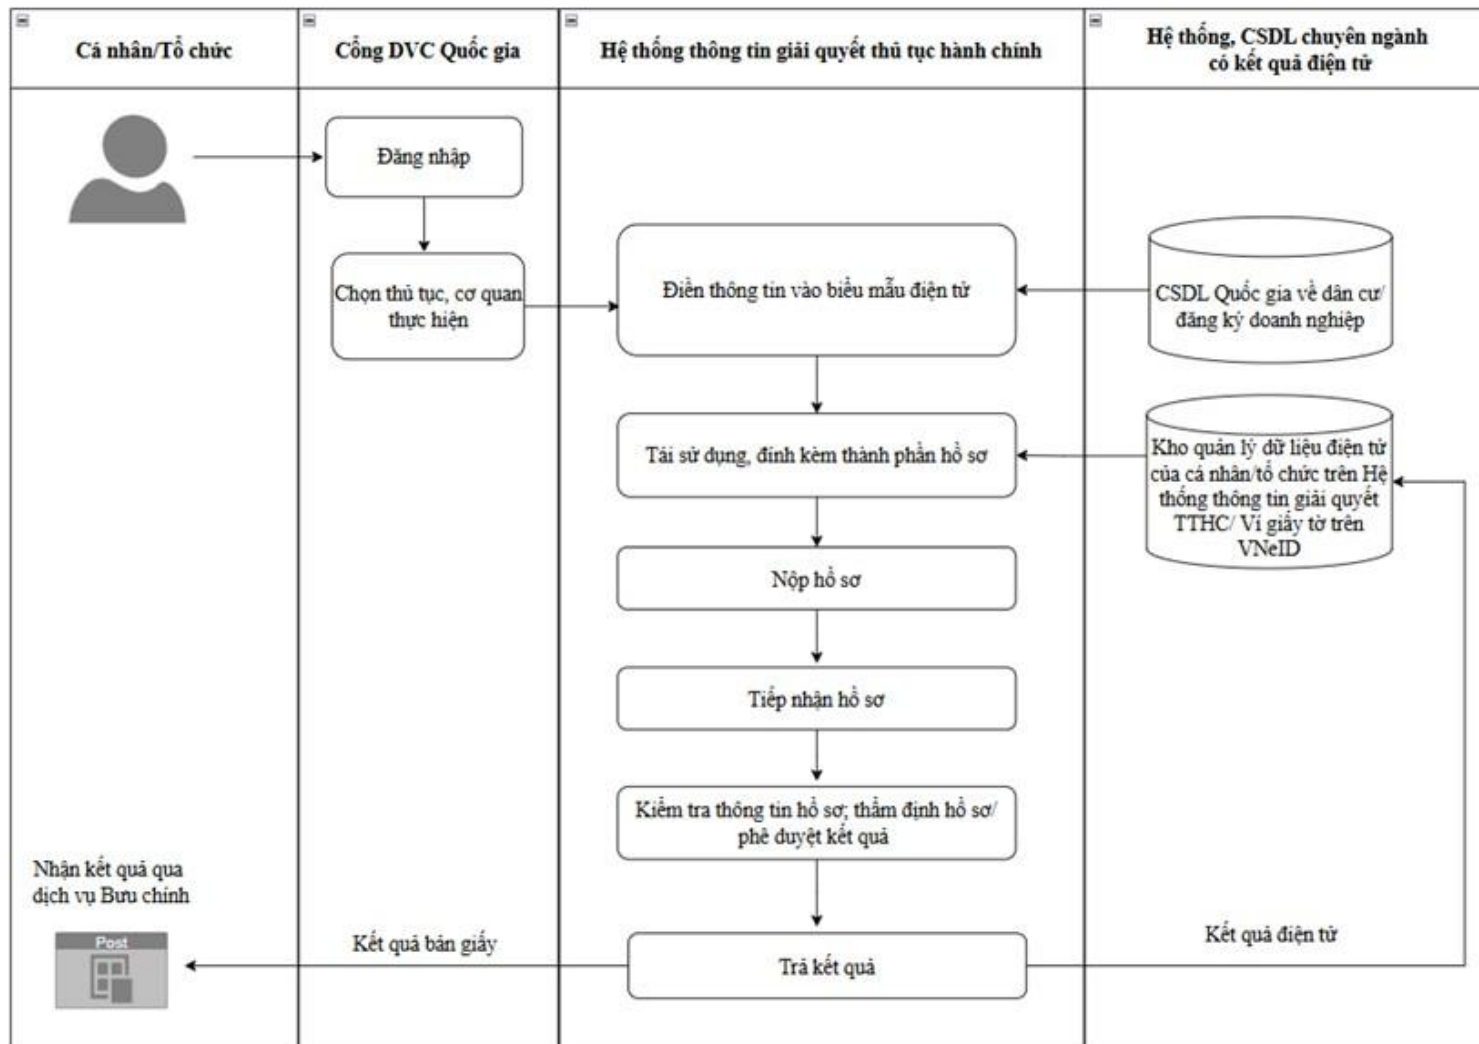 Cá nhân/Tổ chức
Cổng DVC Quốc gia
Hệ thống thông tin giải quyết thủ tục hành chính
Hệ thống, CSDL chuyên ngành
có kết quả điện tử
Đăng nhập
Chọn thủ tục, cơ quan
thực hiện
Điền thông tin vào biểu mẫu điện tử
CSDL Quốc gia về dân cư/
đăng ký doanh nghiệp
Tái sử dụng, đính kèm thành phần hồ sơ
Kho quản lý dữ liệu điện tử
của cá nhân/tổ chức trên Hệ
thống thông tin giải quyết
TTHC/ Ví giấy tờ trên
VNeID
Nộp hồ sơ
Tiếp nhận hồ sơ
Kiểm tra thông tin hồ sơ; thẩm định hồ sơ/
phê duyệt kết quả
Nhận kết quả qua
dịch vụ Bưu chính
Post
Kết quả bản giấy
Trả kết quả
Kết quả điện tử